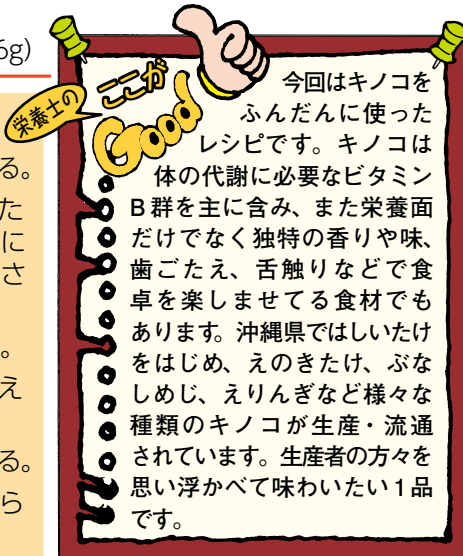 6g)
る。
た
に
さ
。
え
る。
ら
栄養士の
ここが
Good
今回はキノコを
ふんだんに使った
レシピです。キノコは
体の代謝に必要なビタミン
B群を主に含み、また栄養面
だけでなく独特の香りや味、
歯ごたえ、舌触りなどで食
卓を楽しませてる食材でも
あります。沖縄県ではしいたけ
をはじめ、えのきたけ、ぶな
しめじ、えりんぎなど様々な
種類のキノコが生産・流通
されています。生産者の方々を
思い浮かべて味わいたい1品
です。